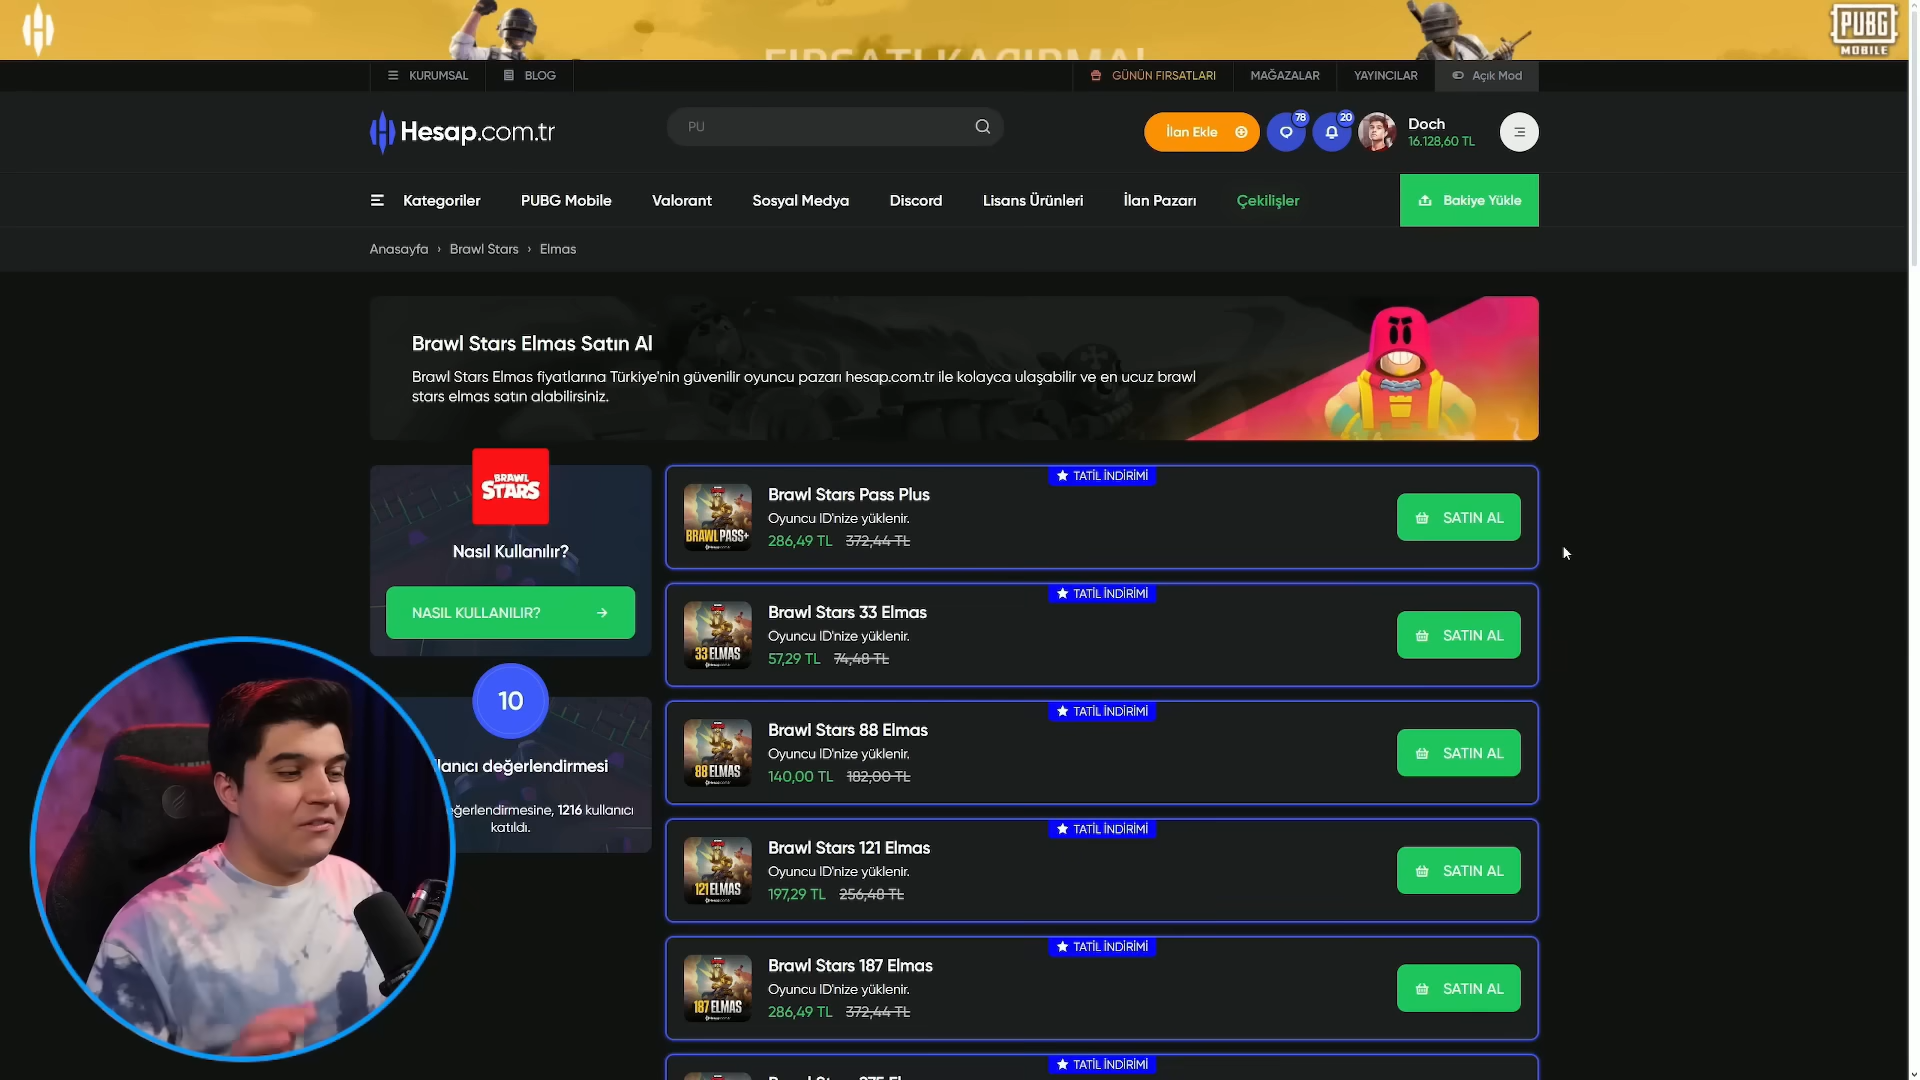 PUBG
MOBILE
KURUMSAL
BLOG
GÜNÜN FIRSATLARI
MAĞAZALAR
YAYINCILAR
Açık Mod
Hesap.com.tr
PU
İlan Ekle
78
20
Doch
16.128,60 TL
Kategoriler
PUBG Mobile
Valorant
Sosyal Medya
Discord
Lisans Ürünleri
İlan Pazarı
Çekilişler
Bakiye Yükle
Anasayfa › Brawl Stars › Elmas
Brawl Stars Elmas Satın Al
Brawl Stars Elmas fiyatlarına Türkiye'nin güvenilir oyuncu pazarı hesap.com.tr ile kolayca ulaşabilir ve en ucuz brawl
stars elmas satın alabilirsiniz.
BRAWL
STARS
Nasıl Kullanılır?
NASIL KULLANILIR?
10
değerlendirmesi
1216 kullanıcı
katıldı.
TATİL İNDİRİMİ
BRAWL PASS+
Brawl Stars Pass Plus
Oyuncu ID'nize yüklenir.
286,49 TL 372,44 TL
SATIN AL
TATİL İNDİRİMİ
33 ELMAS
Brawl Stars 33 Elmas
Oyuncu ID'nize yüklenir.
57,29 TL 74,48 TL
SATIN AL
TATİL İNDİRİMİ
88 ELMAS
Brawl Stars 88 Elmas
Oyuncu ID'nize yüklenir.
140,00 TL 182,00 TL
SATIN AL
TATİL İNDİRİMİ
121 ELMAS
Brawl Stars 121 Elmas
Oyuncu ID'nize yüklenir.
197,29 TL 256,48 TL
SATIN AL
TATİL İNDİRİMİ
187 ELMAS
Brawl Stars 187 Elmas
Oyuncu ID'nize yüklenir.
286,49 TL 372,44 TL
SATIN AL
TATİL İNDİRİMİ